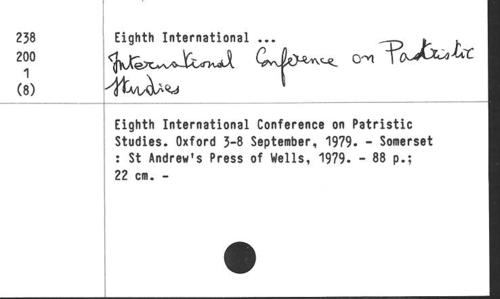 238
200
1
(8)
Eighth International ...
International Conference on Patristic
Studies
Eighth International Conference on Patristic
Studies. Oxford 3-8 September, 1979. - Somerset
: St Andrew's Press of Wells, 1979. - 88 p.;
22 cm. -